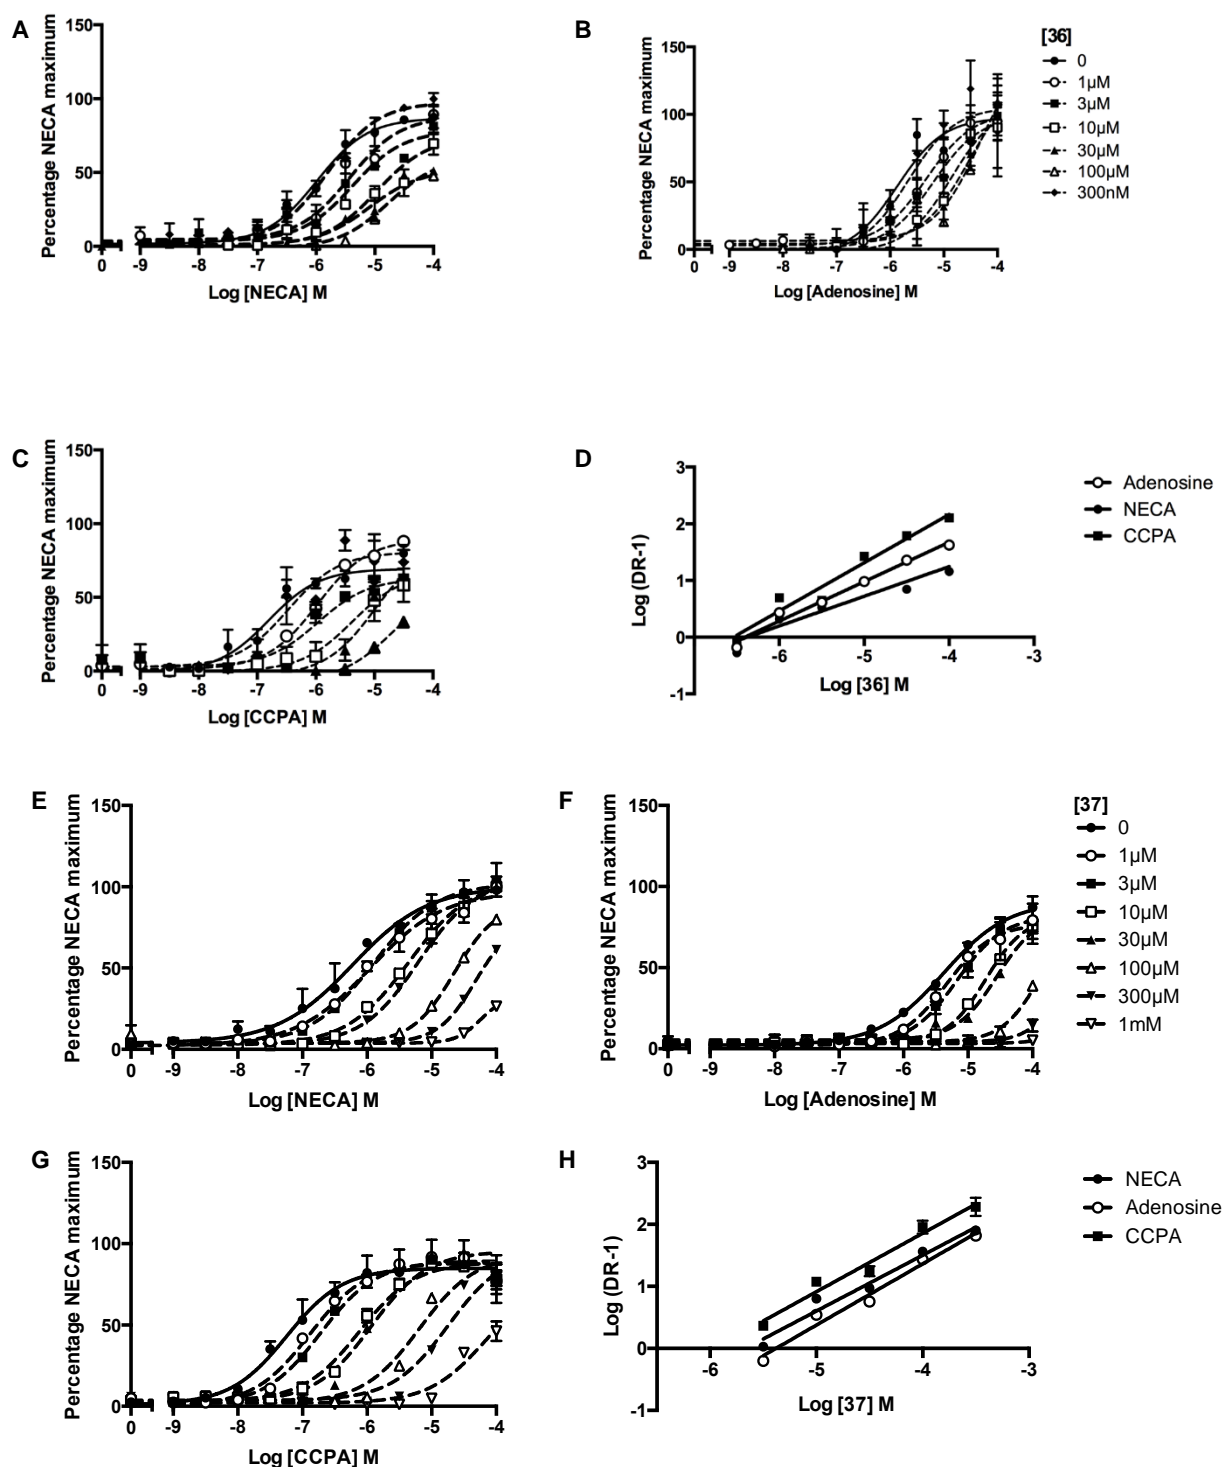 A
Percentage NECA maximum
150
100
50
0
0
-9
-8
-7
-6
-5
-4
Log [NECA] M
B
Percentage NECA maximum
150
100
50
0
0
-9
-8
-7
-6
-5
-4
Log [Adenosine] M
[36]
0
1µM
3µM
10µM
30µM
100µM
300nM
C
Percentage NECA maximum
150
100
50
0
0
-9
-8
-7
-6
-5
-4
Log [CCPA] M
D
Log (DR-1)
3
2
1
0
-1
-6
-5
-4
-3
Log [36] M
Adenosine
NECA
CCPA
E
Percentage NECA maximum
150
100
50
0
0
-9
-8
-7
-6
-5
-4
Log [NECA] M
F
Percentage NECA maximum
150
100
50
0
0
-9
-8
-7
-6
-5
-4
Log [Adenosine] M
[37]
0
1µM
3µM
10µM
30µM
100µM
300µM
1mM
G
Percentage NECA maximum
150
100
50
0
0
-9
-8
-7
-6
-5
-4
Log [CCPA] M
H
Log (DR-1)
3
2
1
0
-1
-6
-5
-4
-3
Log [37] M
NECA
Adenosine
CCPA